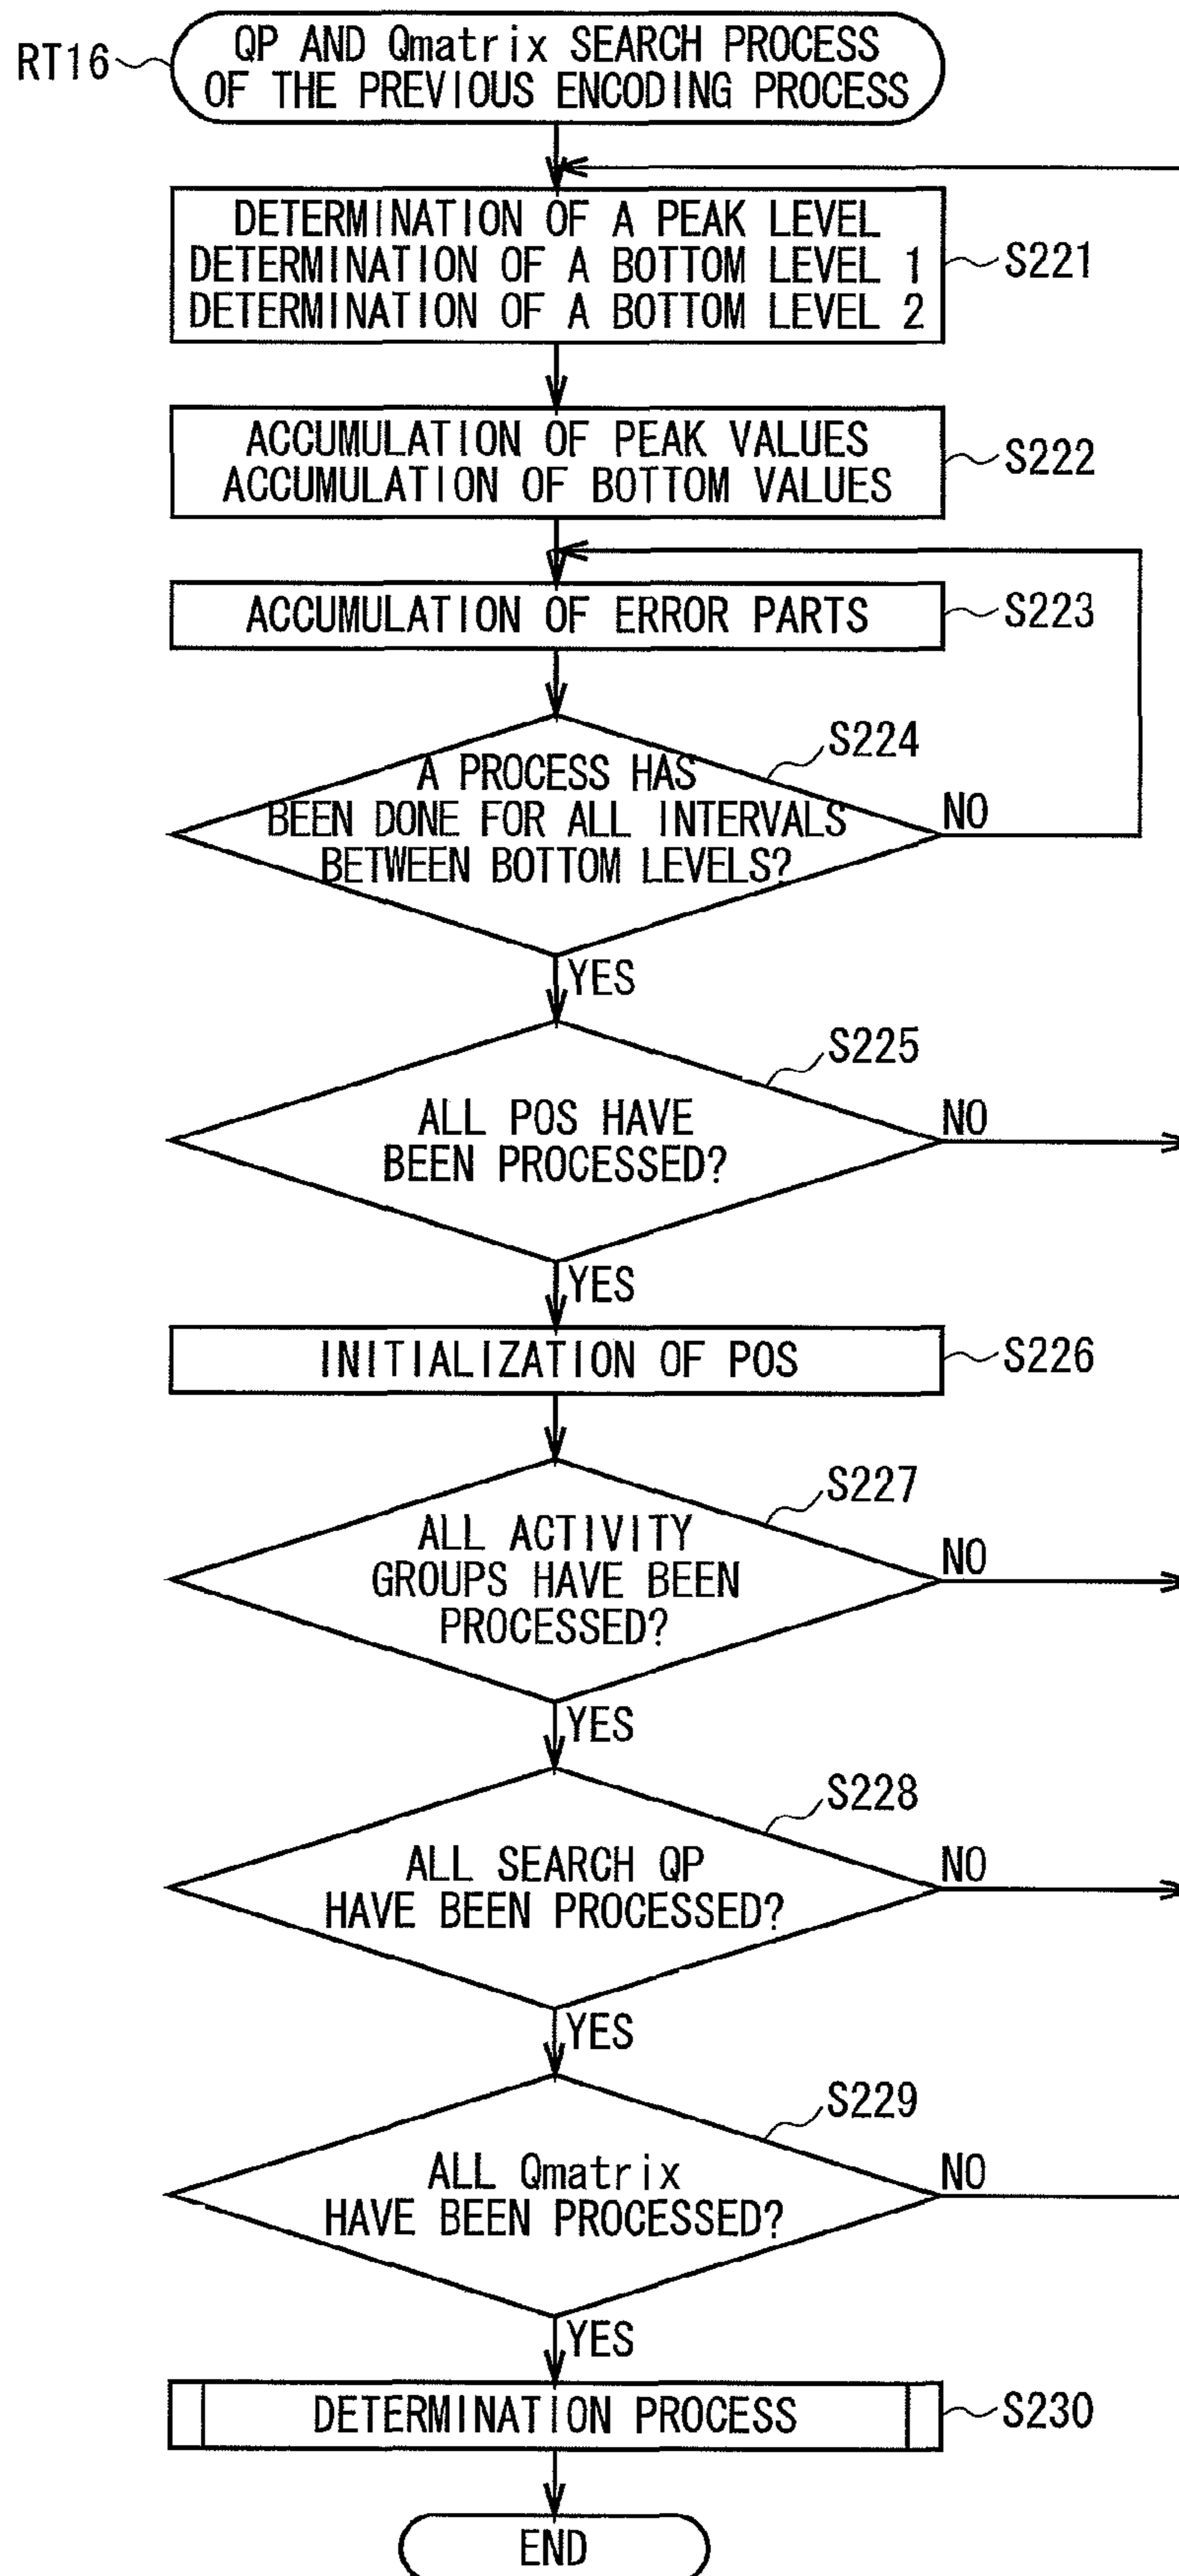 RT16
QP AND Qmatrix SEARCH PROCESS
OF THE PREVIOUS ENCODING PROCESS
DETERMINATION OF A PEAK LEVEL
DETERMINATION OF A BOTTOM LEVEL 1
DETERMINATION OF A BOTTOM LEVEL 2
S221
ACCUMULATION OF PEAK VALUES
ACCUMULATION OF BOTTOM VALUES
S222
ACCUMULATION OF ERROR PARTS
S223
S224
A PROCESS HAS
BEEN DONE FOR ALL INTERVALS
BETWEEN BOTTOM LEVELS?
NO
YES
S225
ALL POS HAVE
BEEN PROCESSED?
NO
YES
INITIALIZATION OF POS
S226
S227
ALL ACTIVITY
GROUPS HAVE BEEN
PROCESSED?
NO
YES
S228
ALL SEARCH QP
HAVE BEEN PROCESSED?
NO
YES
S229
ALL Qmatrix
HAVE BEEN PROCESSED?
NO
YES
DETERMINATION PROCESS
S230
END